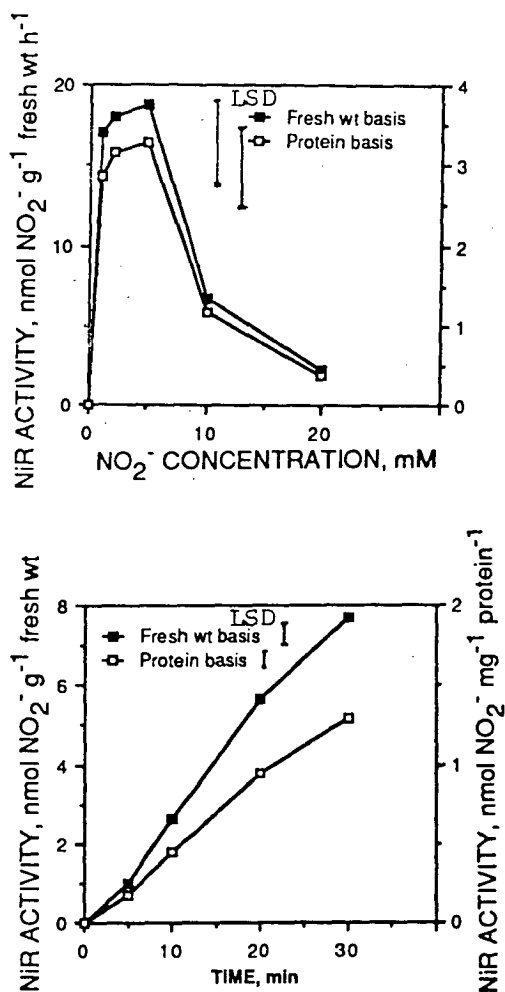 NiR ACTIVITY, nmol NO₂⁻ g⁻¹ fresh wt h⁻¹
20
10
0
LSD
Fresh wt basis
Protein basis
4
3
2
1
0
0 10 20
NO₂⁻ CONCENTRATION, mM
NiR ACTIVITY, nmol NO₂⁻ g⁻¹ fresh wt
8
6
4
2
0
LSD
Fresh wt basis
Protein basis
2
1
0
NiR ACTIVITY, nmol NO₂⁻ mg⁻¹ protein⁻¹
0 10 20 30
TIME, min